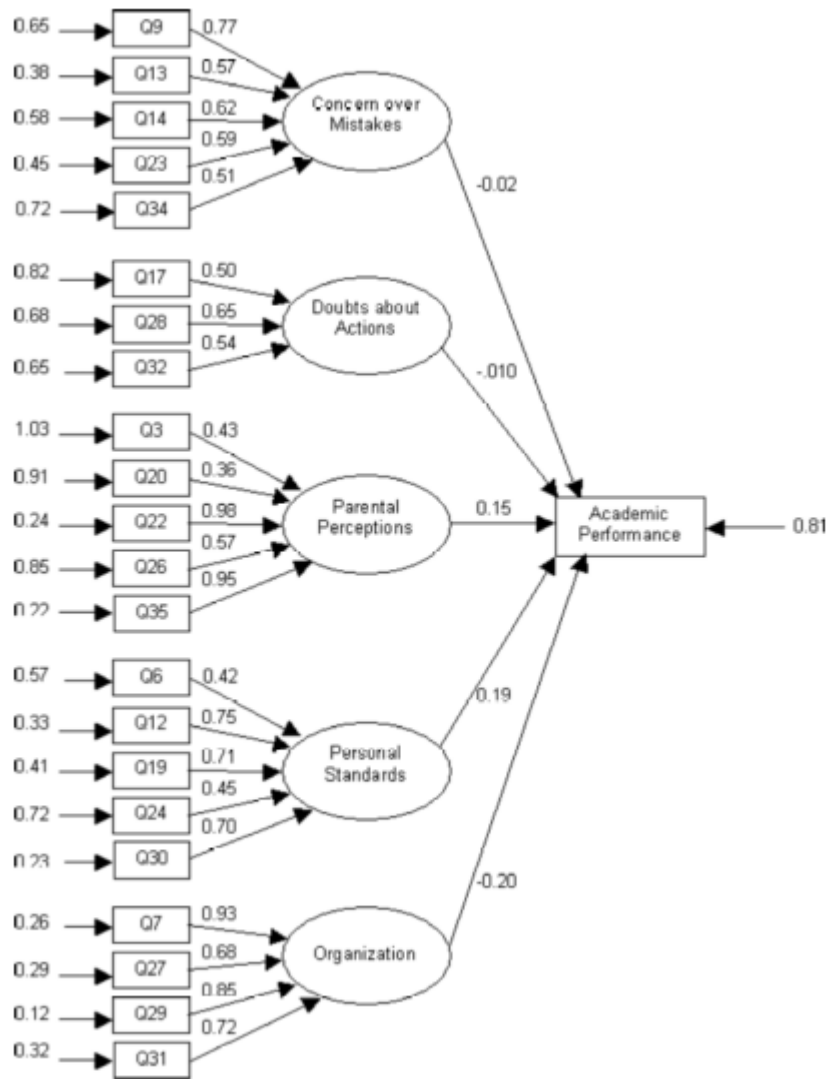 0.65 Q9 0.77
0.38 Q13 0.57
0.58 Q14 0.62
0.45 Q23 0.59
0.72 Q34 0.51
Concern over
Mistakes
-0.02
0.82 Q17 0.50
0.68 Q28 0.65
0.65 Q32 0.54
Doubts about
Actions
-.010
1.03 Q3 0.43
0.91 Q20 0.36
0.24 Q22 0.98
0.85 Q26 0.57
0.22 Q35 0.95
Parental
Perceptions
0.15
Academic
Performance
0.81
0.57 Q6 0.42
0.33 Q12 0.75
0.41 Q19 0.71
0.72 Q24 0.45
0.23 Q30 0.70
Personal
Standards
0.19
0.26 Q7 0.93
0.29 Q27 0.68
0.12 Q29 0.85
0.32 Q31 0.72
Organization
-0.20